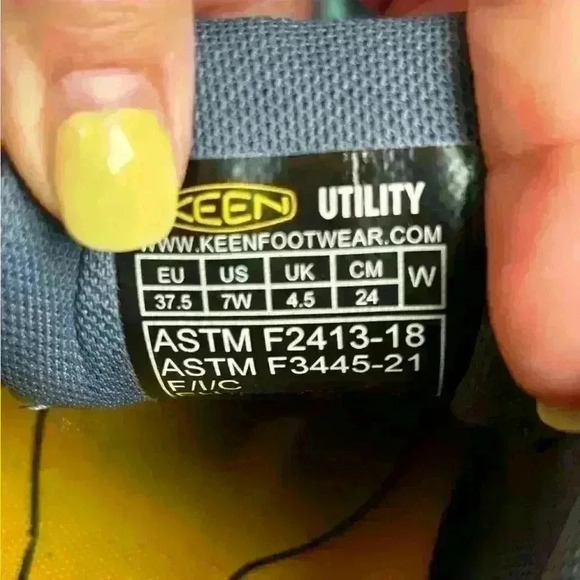 KEEN UTILITY
WWW.KEENFOOTWEAR.COM
EU US UK CM W
37.5 7W 4.5 24
ASTM F2413-18
ASTM F3445-21
F/I/C